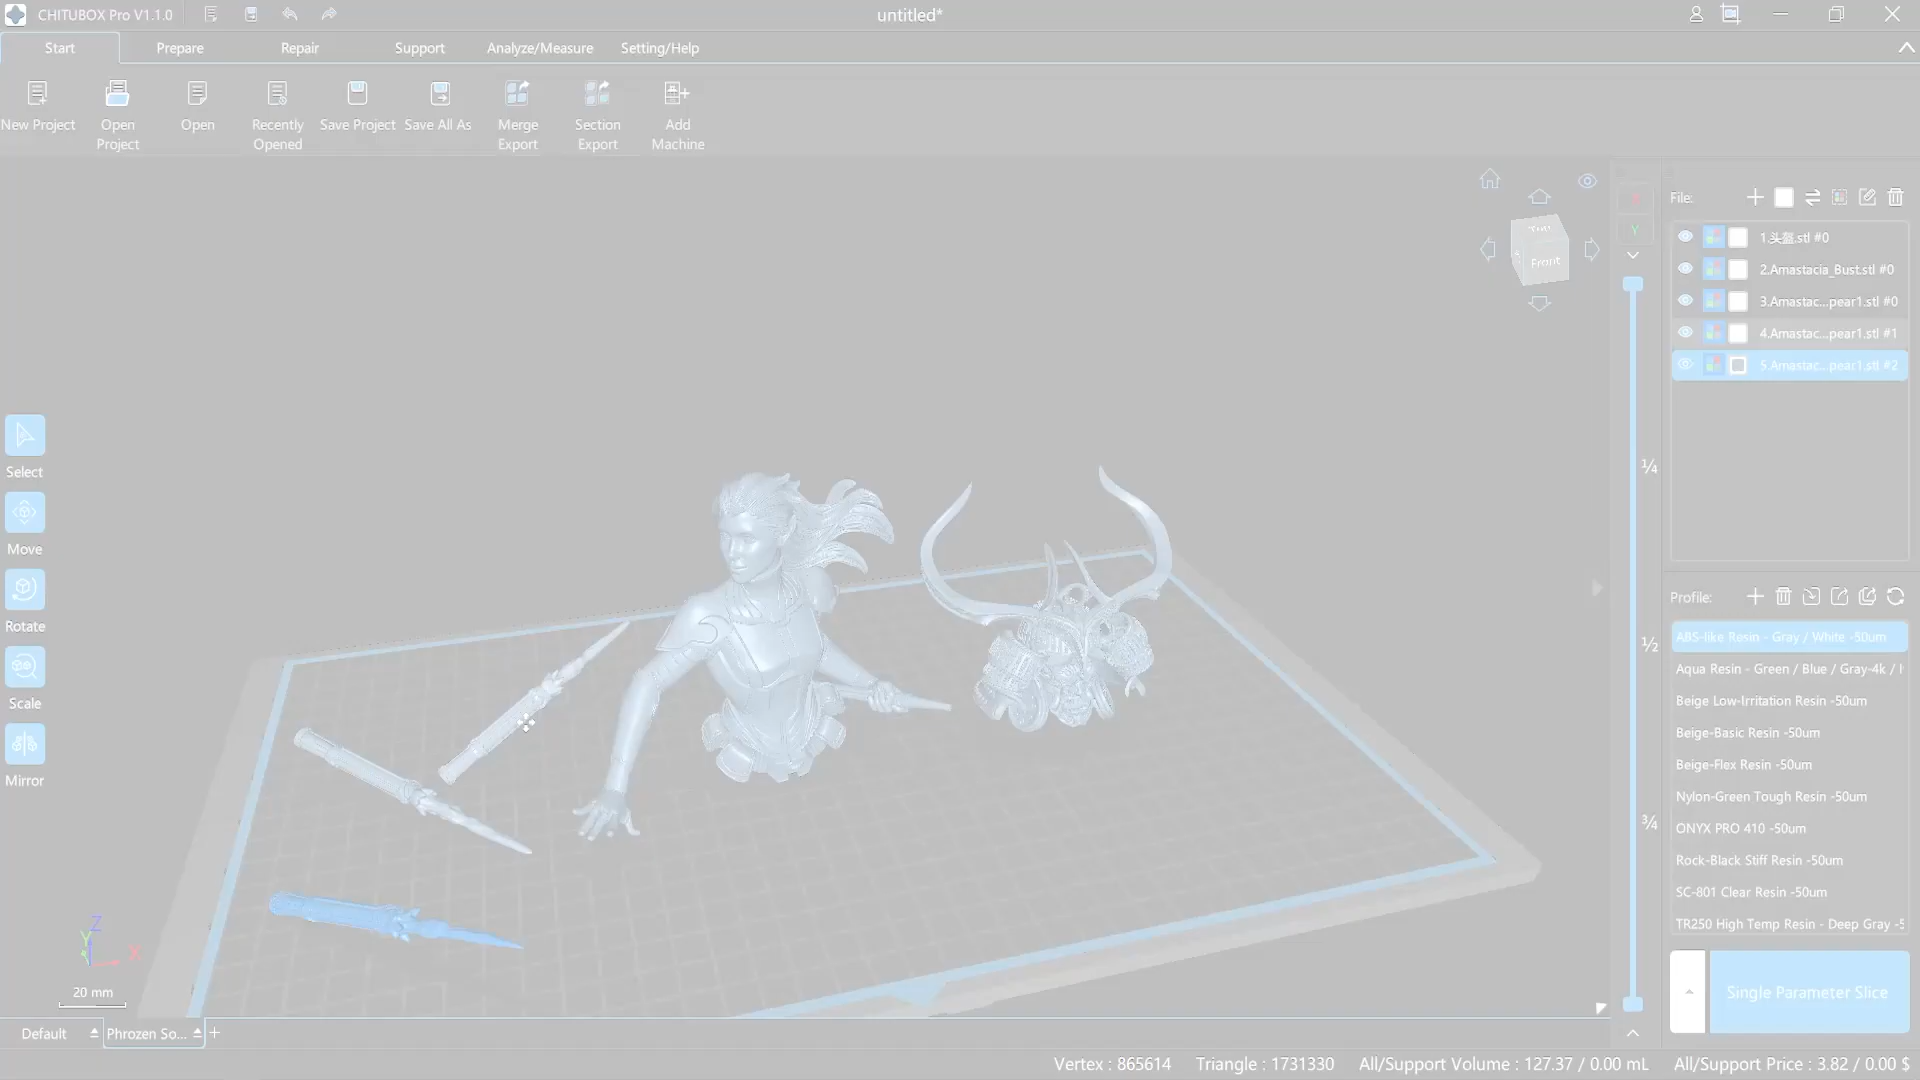 CHITUBOX Pro V1.1.0
untitled*
Start
Prepare
Repair
Support
Analyze/Measure
Setting/Help
New Project
Open
Project
Open
Recently
Opened
Save Project
Save All As
Merge
Export
Section
Export
Add
Machine
Front
X
Y
File:
1.头盔.stl #0
2.Amastacia_Bust.stl #0
3.Amastac...pear1.stl #0
4.Amastac...pear1.stl #1
5.Amastac...pear1.stl #2
Select
Move
Rotate
Scale
Mirror
¼
½
¾
Profile:
ABS-like Resin - Gray / White -50um
Aqua Resin - Green / Blue / Gray-4k /
Beige Low-Irritation Resin -50um
Beige-Basic Resin -50um
Beige-Flex Resin -50um
Nylon-Green Tough Resin -50um
ONYX PRO 410 -50um
Rock-Black Stiff Resin -50um
SC-801 Clear Resin -50um
TR250 High Temp Resin - Deep Gray -5
Z
Y
X
20 mm
Single Parameter Slice
Default
Phrozen So...
Vertex : 865614
Triangle : 1731330
All/Support Volume : 127.37 / 0.00 mL
All/Support Price : 3.82 / 0.00 $